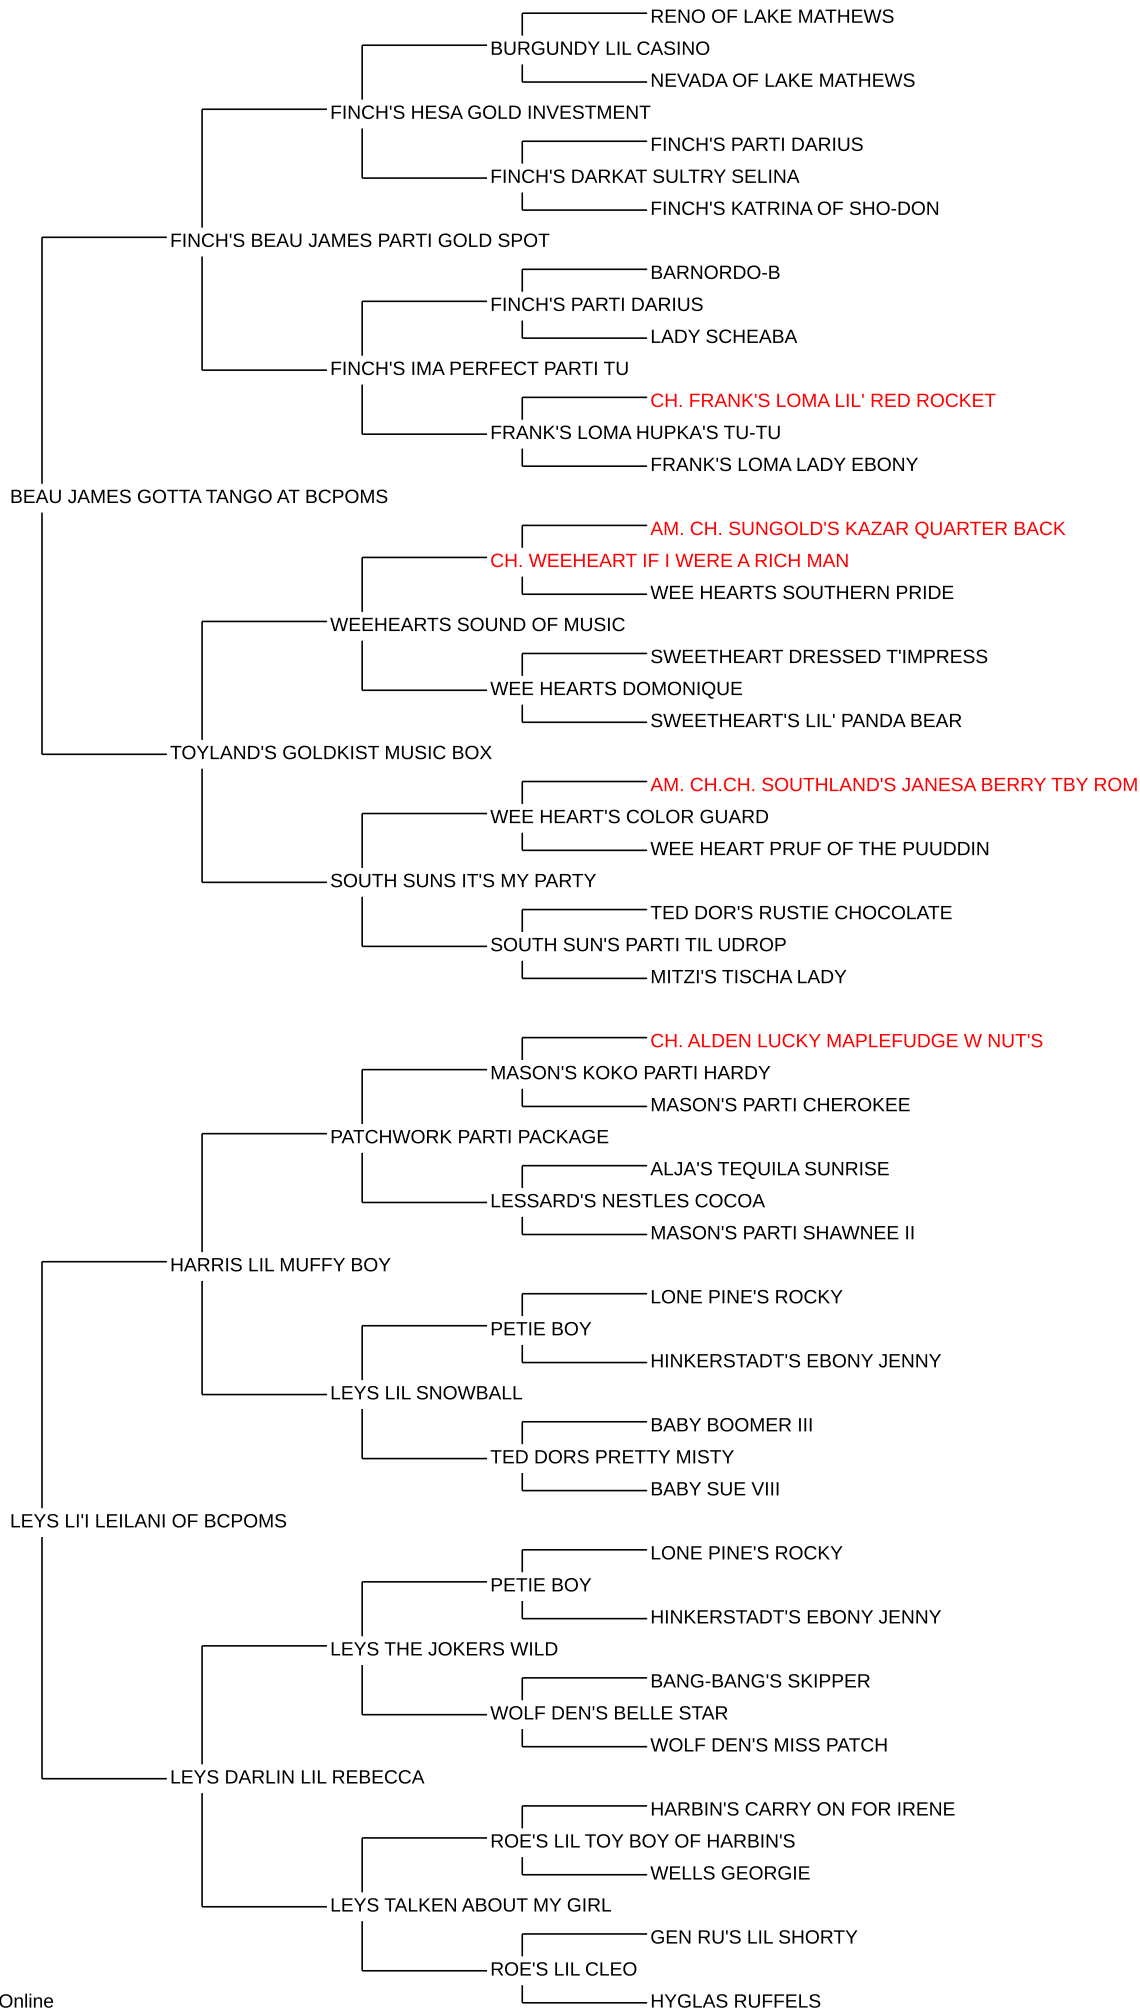 RENO OF LAKE MATHEWS
BURGUNDY LIL CASINO
NEVADA OF LAKE MATHEWS
FINCH'S HESA GOLD INVESTMENT
FINCH'S PARTI DARIUS
FINCH'S DARKAT SULTRY SELINA
FINCH'S KATRINA OF SHO-DON
FINCH'S BEAU JAMES PARTI GOLD SPOT
BARNORDO-B
FINCH'S PARTI DARIUS
LADY SCHEABA
FINCH'S IMA PERFECT PARTI TU
CH. FRANK'S LOMA LIL' RED ROCKET
FRANK'S LOMA HUPKA'S TU-TU
FRANK'S LOMA LADY EBONY
BEAU JAMES GOTTA TANGO AT BCPOMS
AM. CH. SUNGOLD'S KAZAR QUARTER BACK
CH. WEEHEART IF I WERE A RICH MAN
WEE HEARTS SOUTHERN PRIDE
WEEHEARTS SOUND OF MUSIC
SWEETHEART DRESSED T'IMPRESS
WEE HEARTS DOMONIQUE
SWEETHEART'S LIL' PANDA BEAR
TOYLAND'S GOLDKIST MUSIC BOX
AM. CH.CH. SOUTHLAND'S JANESA BERRY TBY ROM
WEE HEART'S COLOR GUARD
WEE HEART PRUF OF THE PUUDDIN
SOUTH SUNS IT'S MY PARTY
TED DOR'S RUSTIE CHOCOLATE
SOUTH SUN'S PARTI TIL UDROP
MITZI'S TISCHA LADY
CH. ALDEN LUCKY MAPLEFUDGE W NUT'S
MASON'S KOKO PARTI HARDY
MASON'S PARTI CHEROKEE
PATCHWORK PARTI PACKAGE
ALJA'S TEQUILA SUNRISE
LESSARD'S NESTLES COCOA
MASON'S PARTI SHAWNEE II
HARRIS LIL MUFFY BOY
LONE PINE'S ROCKY
PETIE BOY
HINKERSTADT'S EBONY JENNY
LEYS LIL SNOWBALL
BABY BOOMER III
TED DORS PRETTY MISTY
BABY SUE VIII
LEYS LI'I LEILANI OF BCPOMS
LONE PINE'S ROCKY
PETIE BOY
HINKERSTADT'S EBONY JENNY
LEYS THE JOKERS WILD
BANG-BANG'S SKIPPER
WOLF DEN'S BELLE STAR
WOLF DEN'S MISS PATCH
LEYS DARLIN LIL REBECCA
HARBIN'S CARRY ON FOR IRENE
ROE'S LIL TOY BOY OF HARBIN'S
WELLS GEORGIE
LEYS TALKEN ABOUT MY GIRL
GEN RU'S LIL SHORTY
ROE'S LIL CLEO
HYGLAS RUFFELS
Online